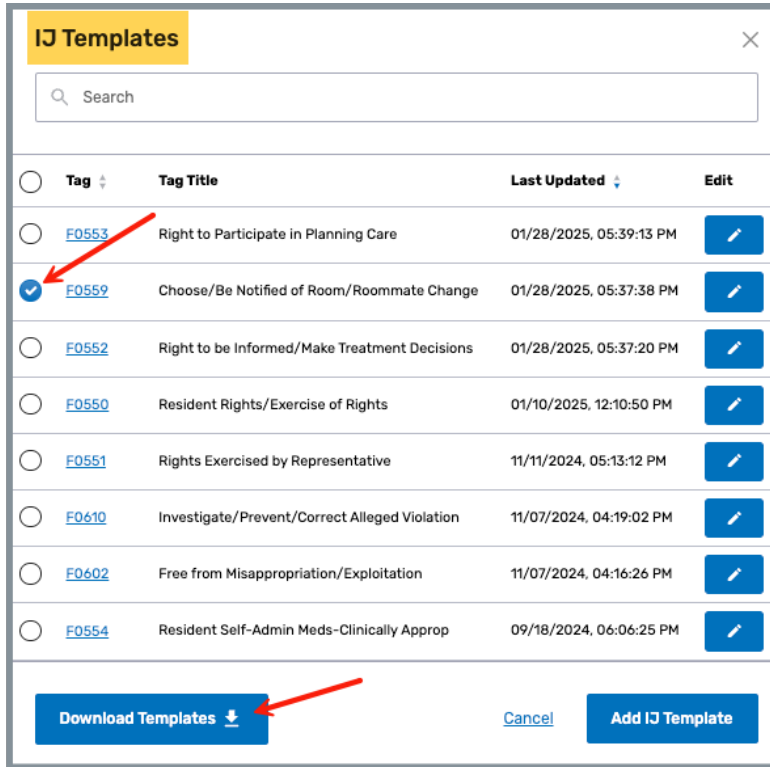 IJ Templates
Search
Tag Tag Title Last Updated Edit
F0553 Right to Participate in Planning Care 01/28/2025, 05:39:13 PM
F0559 Choose/Be Notified of Room/Roommate Change 01/28/2025, 05:37:38 PM
F0552 Right to be Informed/Make Treatment Decisions 01/28/2025, 05:37:20 PM
F0550 Resident Rights/Exercise of Rights 01/10/2025, 12:10:50 PM
F0551 Rights Exercised by Representative 11/11/2024, 05:13:12 PM
F0610 Investigate/Prevent/Correct Alleged Violation 11/07/2024, 04:19:02 PM
F0602 Free from Misappropriation/Exploitation 11/07/2024, 04:16:26 PM
F0554 Resident Self-Admin Meds-Clinically Approp 09/18/2024, 06:06:25 PM
Download Templates Cancel Add IJ Template